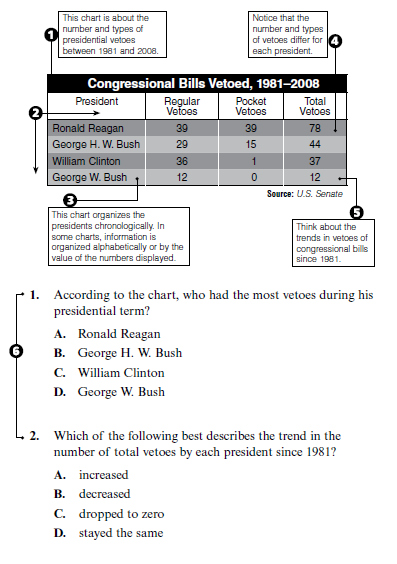 This chart is about the
number and types of
presidential vetoes
between 1981 and 2008.
1
Notice that the
number and types
of vetoes differ for
each president.
4
Congressional Bills Vetoed, 1981–2008
2
President Regular Vetoes Pocket Vetoes Total Vetoes
Ronald Reagan 39 39 78
George H. W. Bush 29 15 44
William Clinton 36 1 37
George W. Bush 12 0 12
Source: U.S. Senate
3
This chart organizes the
presidents chronologically. In
some charts, information is
organized alphabetically or by the
value of the numbers displayed.
5
Think about the
trends in vetoes of
congressional bills
since 1981.
6
1. According to the chart, who had the most vetoes during his
presidential term?
A. Ronald Reagan
B. George H. W. Bush
C. William Clinton
D. George W. Bush
2. Which of the following best describes the trend in the
number of total vetoes by each president since 1981?
A. increased
B. decreased
C. dropped to zero
D. stayed the same